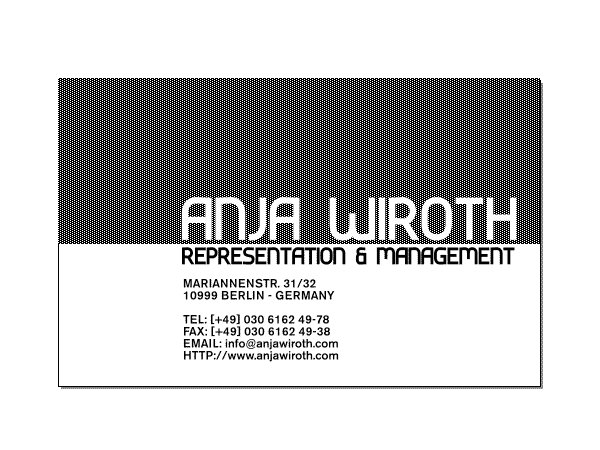 ANJA WIROTH
REPRESENTATION & MANAGEMENT
MARIANNENSTR. 31/32
10999 BERLIN - GERMANY
TEL: [+49] 030 6162 49-78
FAX: [+49] 030 6162 49-38
EMAIL: info@anjawiroth.com
HTTP://www.anjawiroth.com